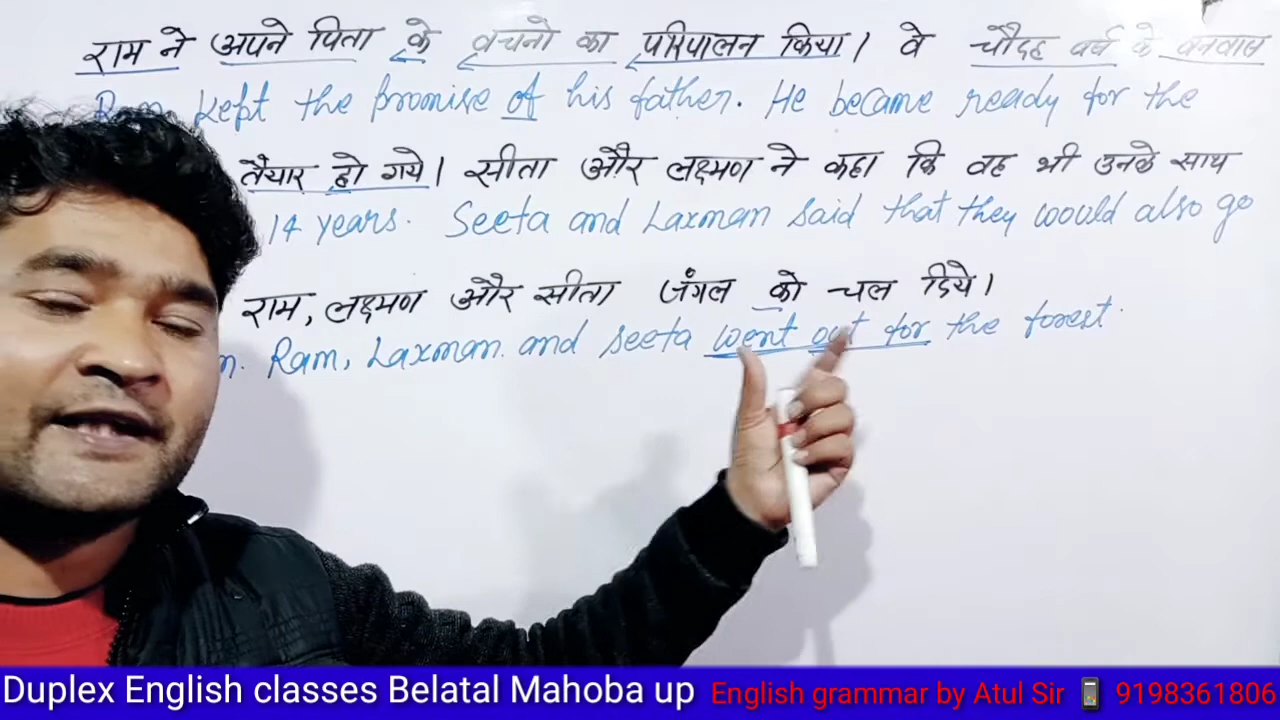 राम ने अपने पिता के वचनो का परिपालन किया। वे चौदह वर्ष के वनवास
Ram kept the promise of his father. He became ready for the
तैयार हो गये। सीता और लक्ष्मण ने कहा कि वह भी उनके साथ
14 years. Seeta and Laxman said that they would also go
राम, लक्ष्मण और सीता जंगल को चल दिये।
n. Ram, Laxman and Seeta went out for the forest.
Duplex English classes Belatal Mahoba up English grammar by Atul Sir 📱 9198361806